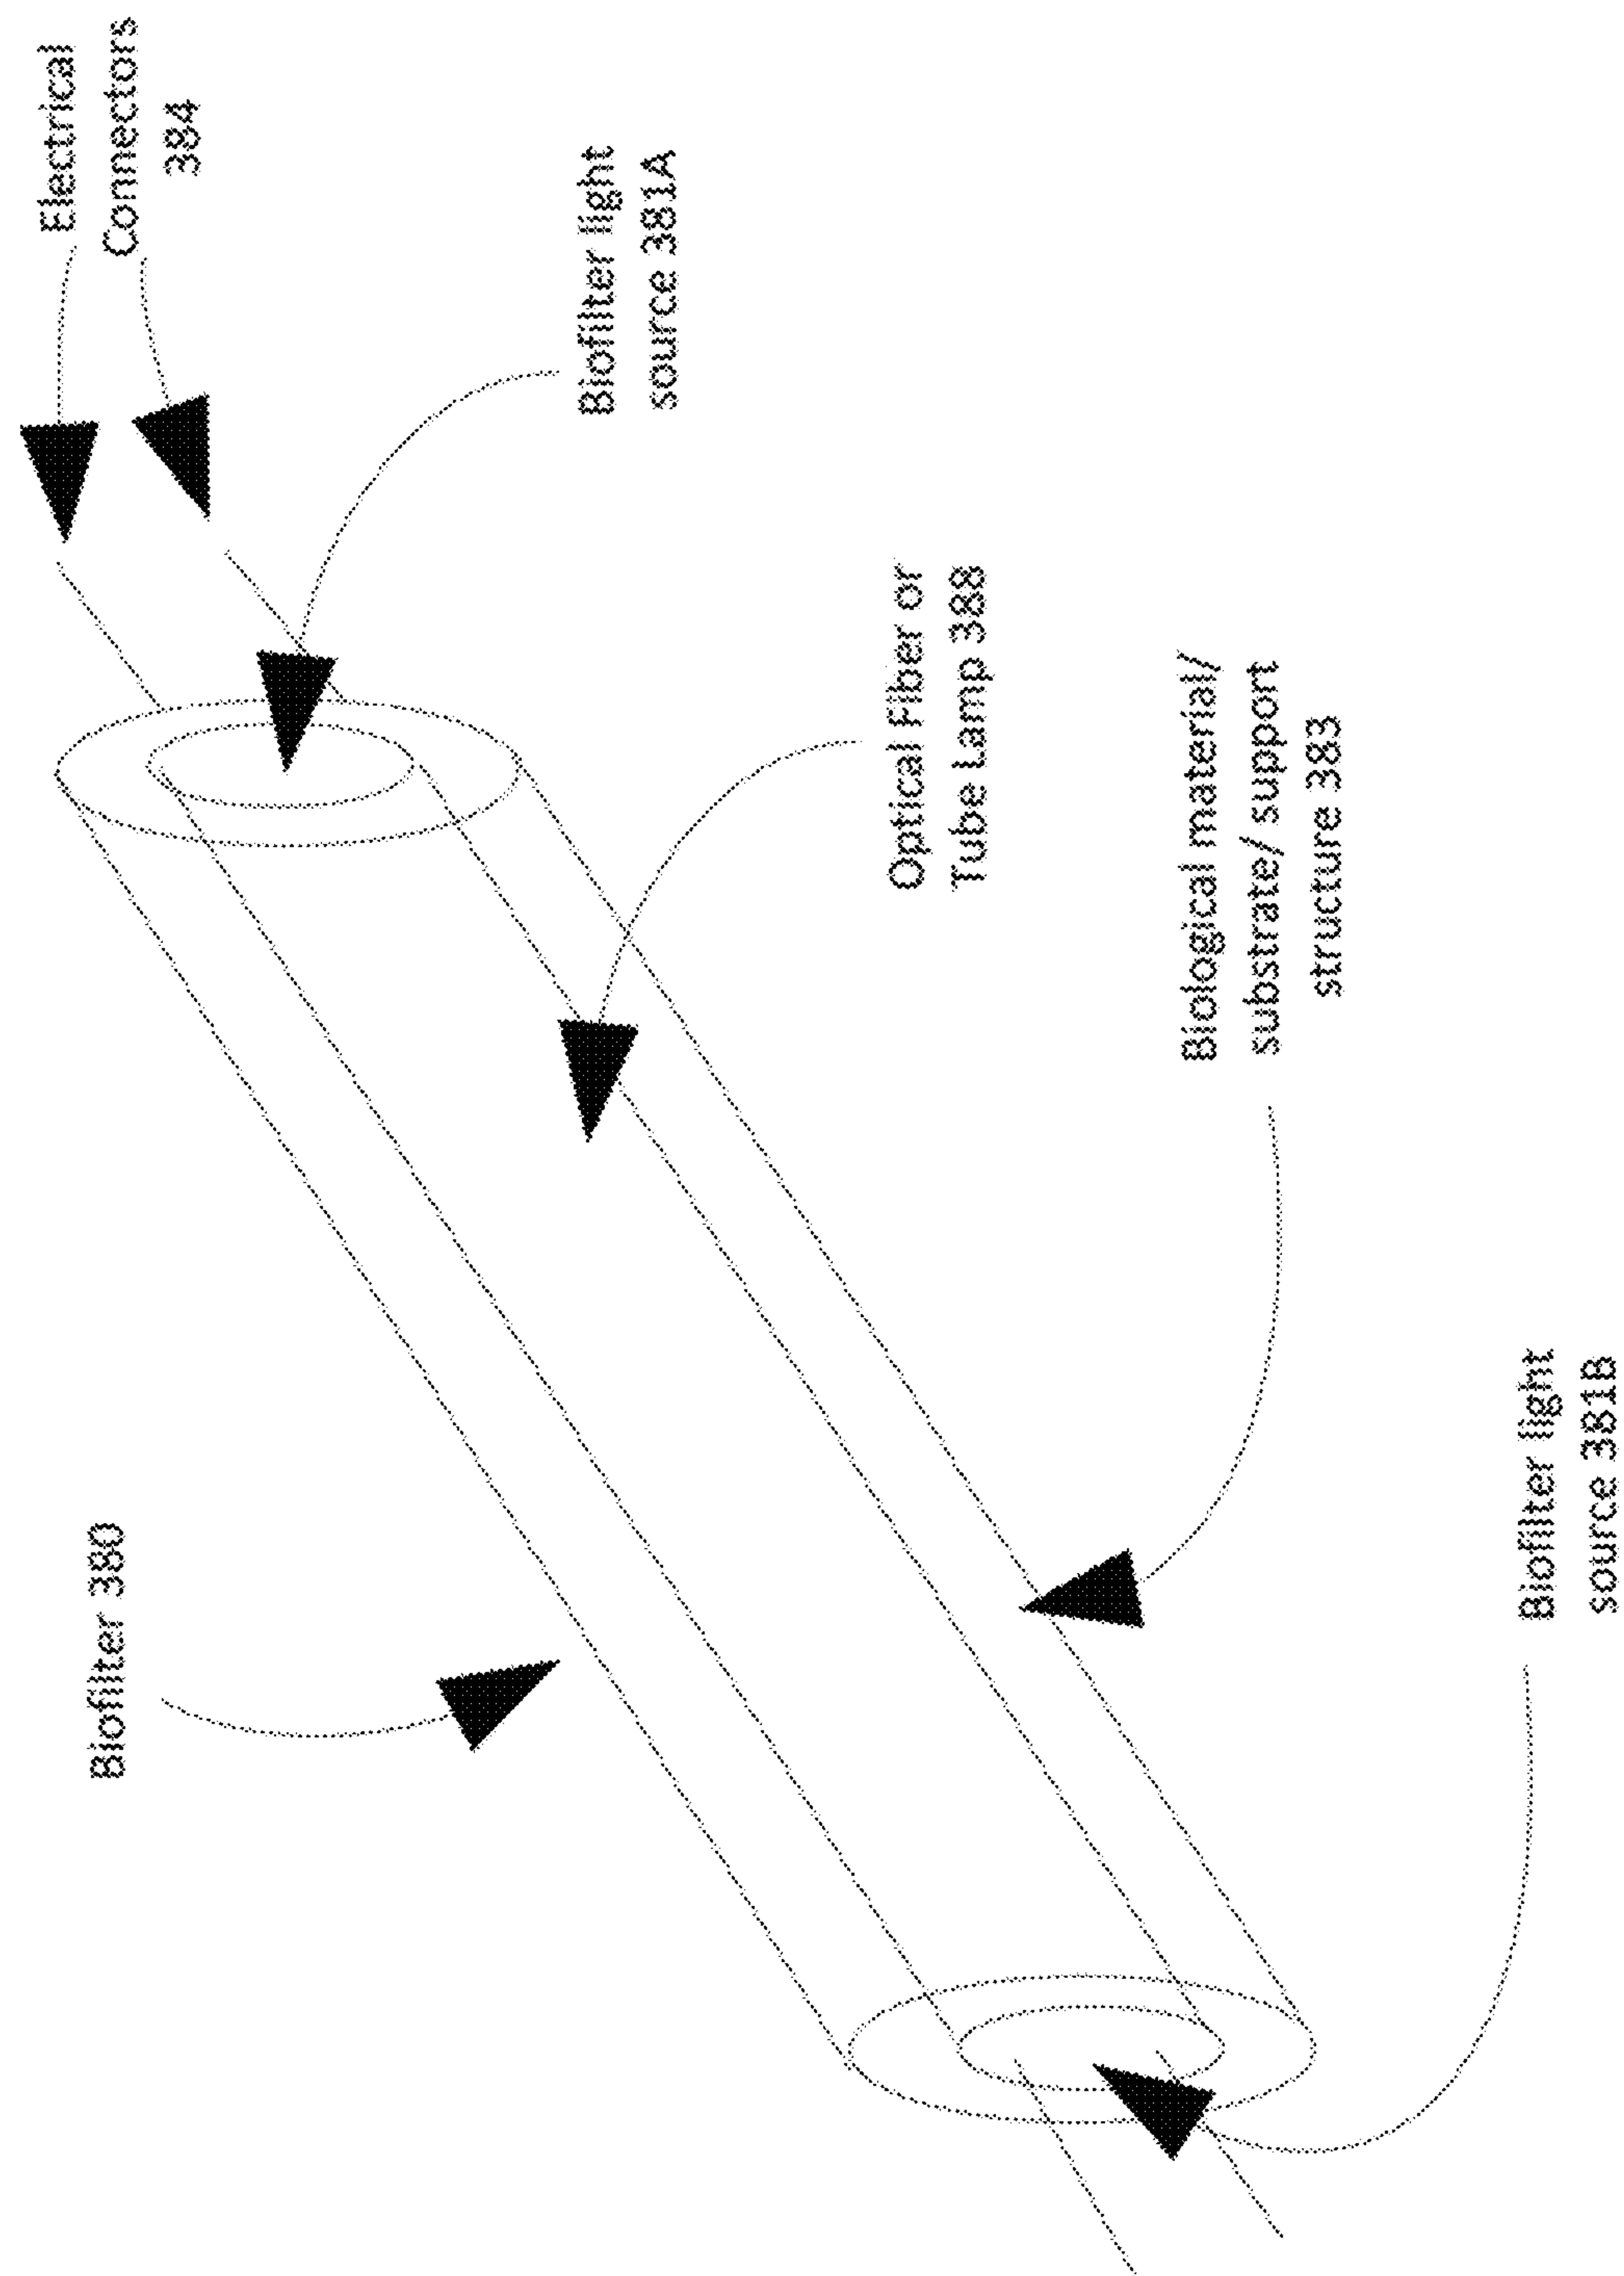 Electrical
Connectors
384
Biofilter light
source 381A
Optical Fiber or
Tube Lamp 388
Biological material/
substrate/ support
structure 383
Biofilter 380
Biofilter light
source 381B